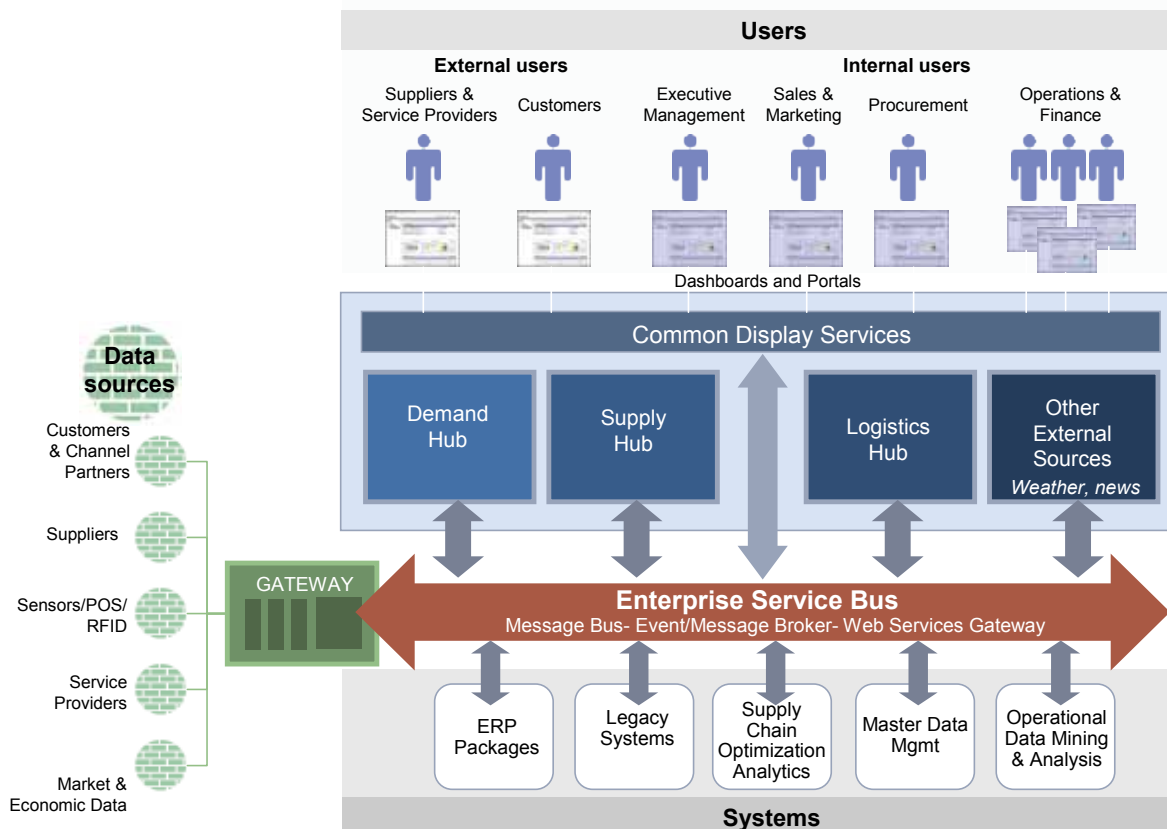 Users
External users
Internal users
Suppliers &
Service Providers
Customers
Executive
Management
Sales &
Marketing
Procurement
Operations &
Finance
Dashboards and Portals
Common Display Services
Data
sources
Demand
Hub
Supply
Hub
Logistics
Hub
Other
External
Sources
Weather, news
Customers
& Channel
Partners
Suppliers
Sensors/POS/
RFID
Service
Providers
Market &
Economic Data
GATEWAY
Enterprise Service Bus
Message Bus- Event/Message Broker- Web Services Gateway
ERP
Packages
Legacy
Systems
Supply
Chain
Optimization
Analytics
Master Data
Mgmt
Operational
Data Mining
& Analysis
Systems